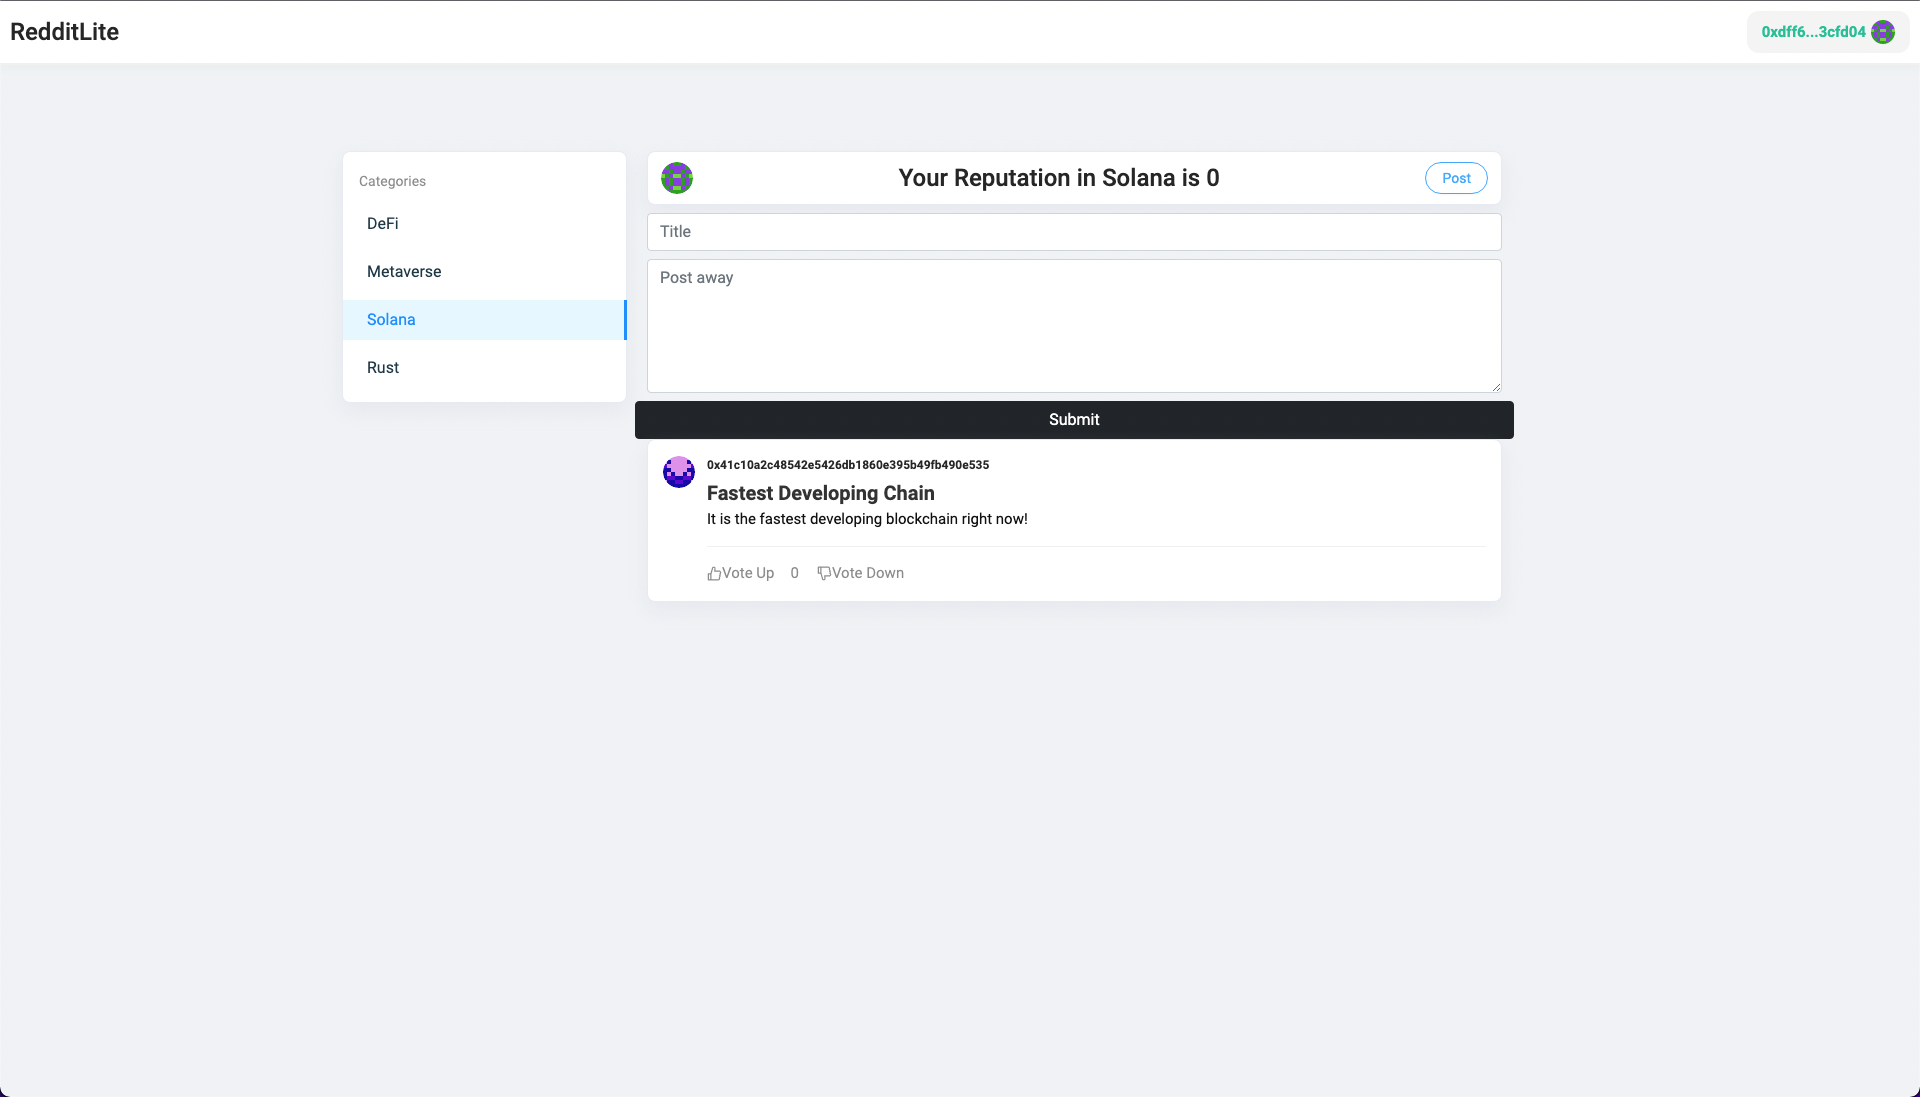 RedditLite
0xdff6...3cfd04
Categories
DeFi
Metaverse
Solana
Rust
Your Reputation in Solana is 0
Post
Title
Post away
Submit
0x41c10a2c48542e5426db1860e395b49fb490e535
Fastest Developing Chain
It is the fastest developing blockchain right now!
Vote Up 0 Vote Down